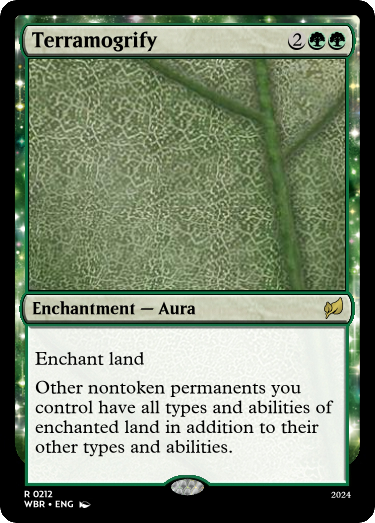 Terramogrify 2
Enchantment — Aura
Enchant land
Other nontoken permanents you
control have all types and abilities of
enchanted land in addition to their
other types and abilities.
R 0212
2024
WBR • ENG